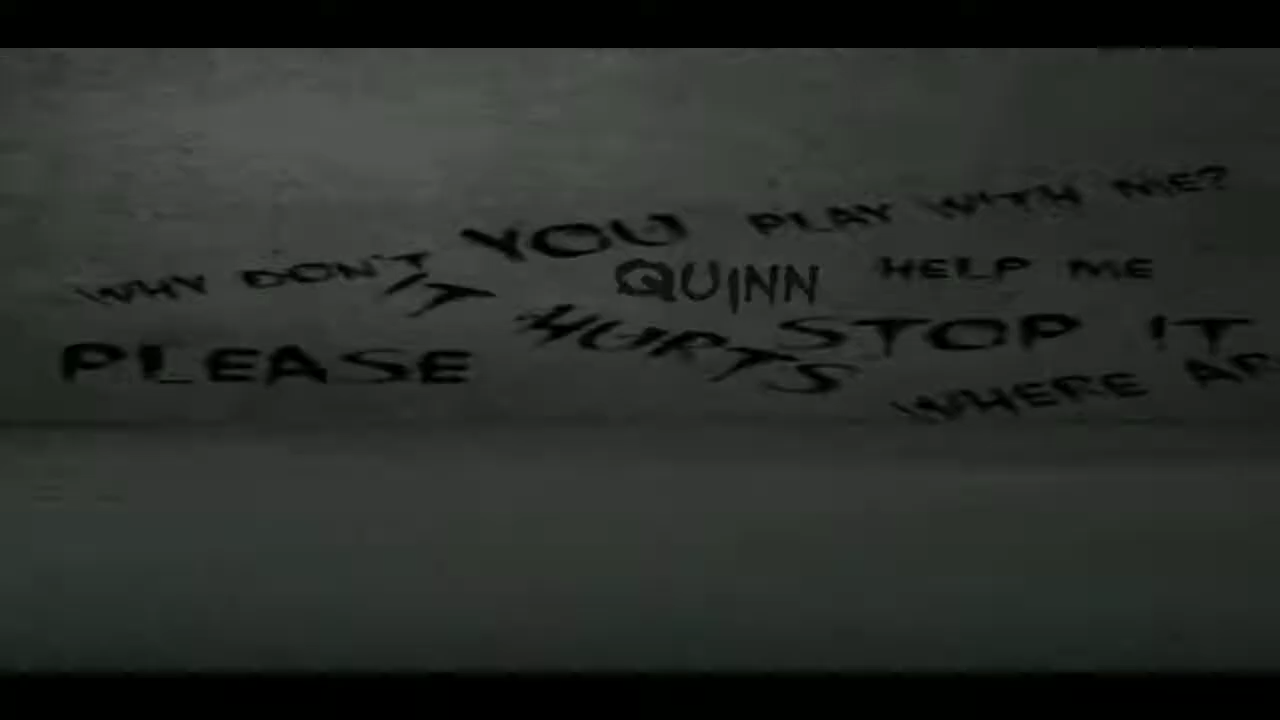 WHY DON'T YOU PLAY WITH ME?
QUINN HELP ME
IT HURTS
STOP IT
PLEASE
WHERE